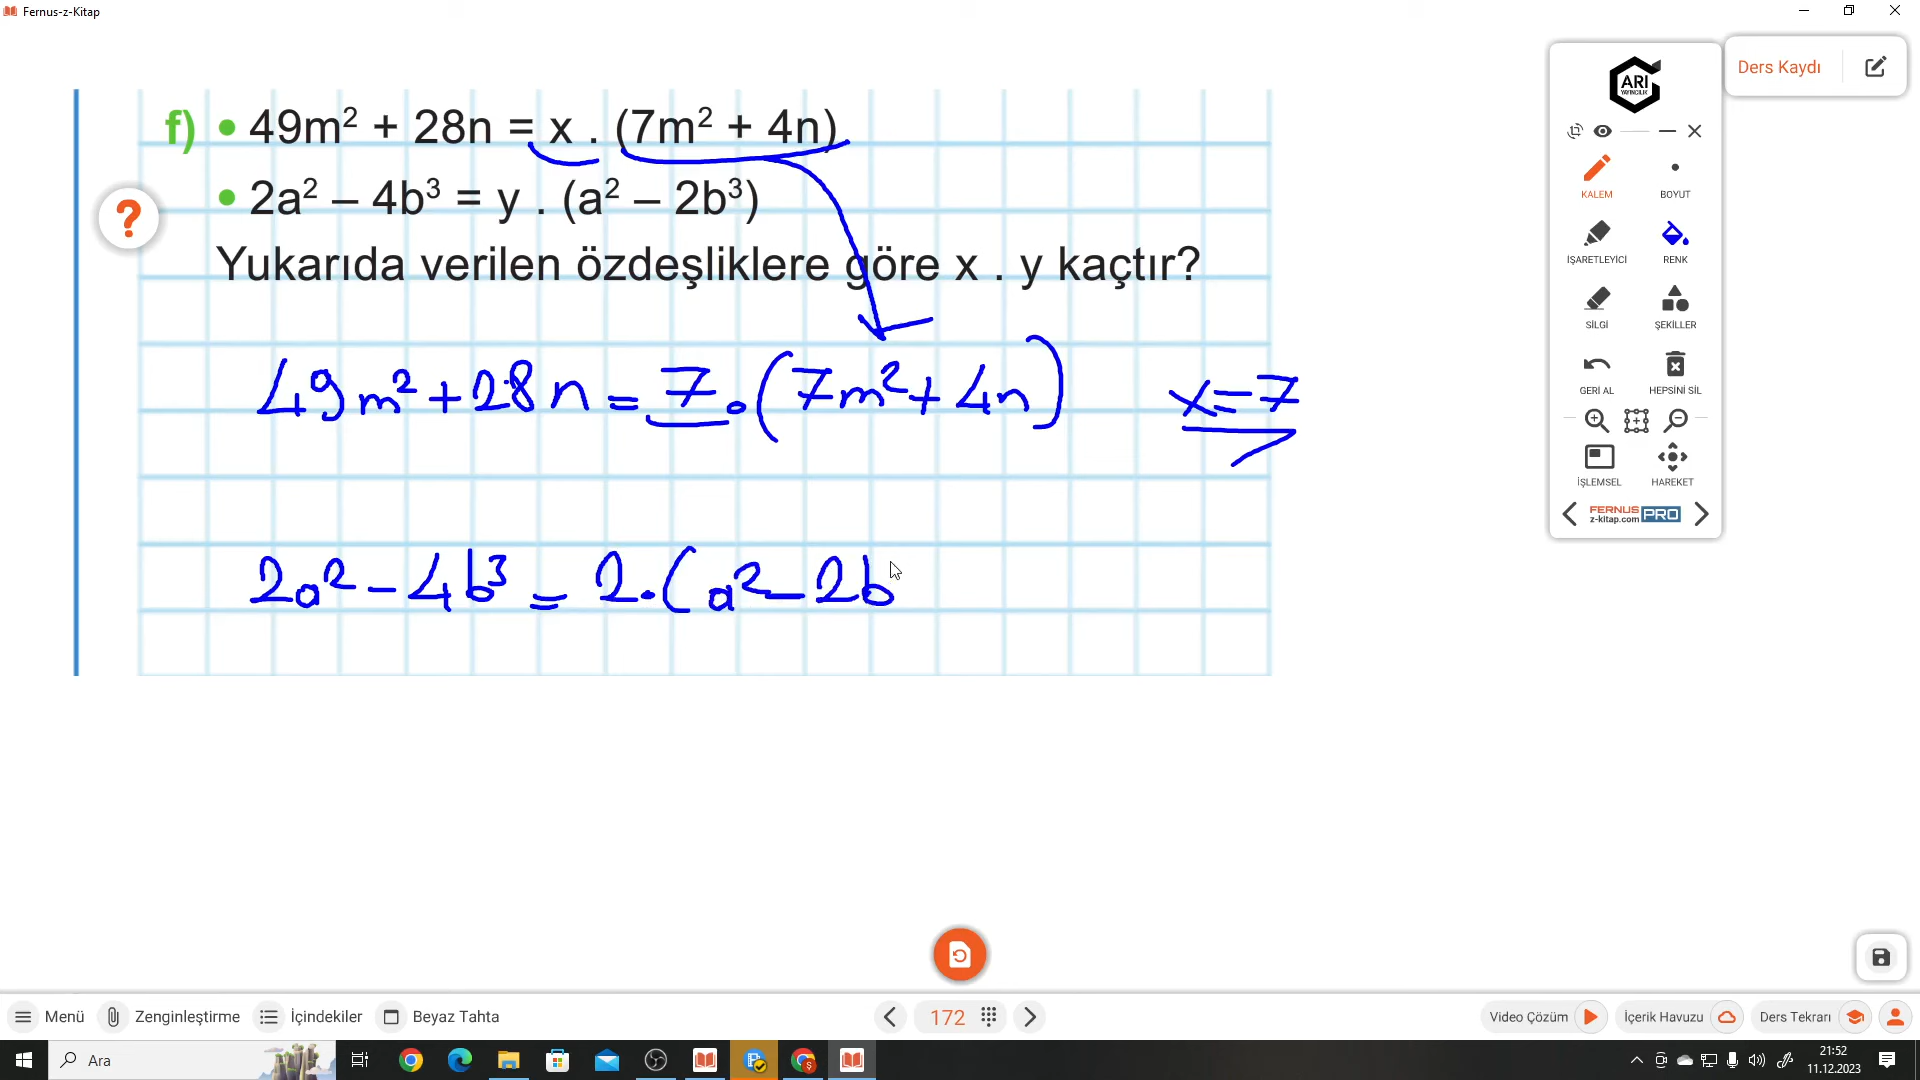 Fernus-z-Kitap
Ders Kaydı
ARI
YAYINCILIK
f) • 49m² + 28n = x . (7m² + 4n)
• 2a² – 4b³ = y . (a² – 2b³)
?
Yukarıda verilen özdeşliklere göre x . y kaçtır?
49m²+28n = 7.(7m²+4n) x=7
2a²-4b³ = 2.(a²-2b
KALEM
BOYUT
İŞARETLEYİCİ
RENK
SİLGİ
ŞEKİLLER
GERİ AL
HEPSİNİ SİL
İŞLEMSEL
HAREKET
FERNUS PRO
z-kitap.com
Menü
Zenginleştirme
İçindekiler
Beyaz Tahta
172
Video Çözüm
İçerik Havuzu
Ders Tekrarı
Ara
21:52
11.12.2023